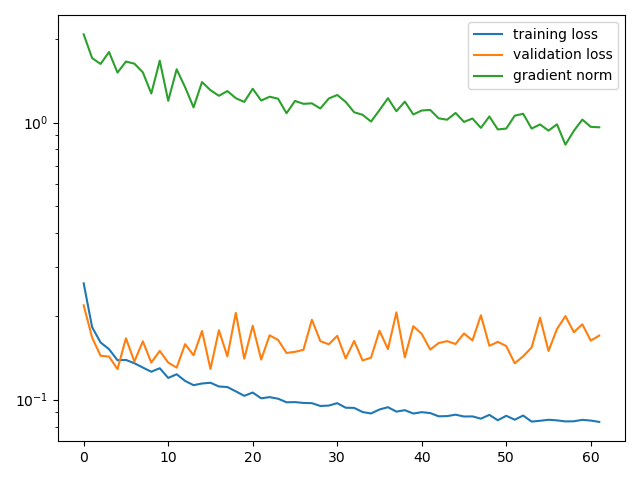 training loss
validation loss
gradient norm
10⁰
10⁻¹
0 10 20 30 40 50 60